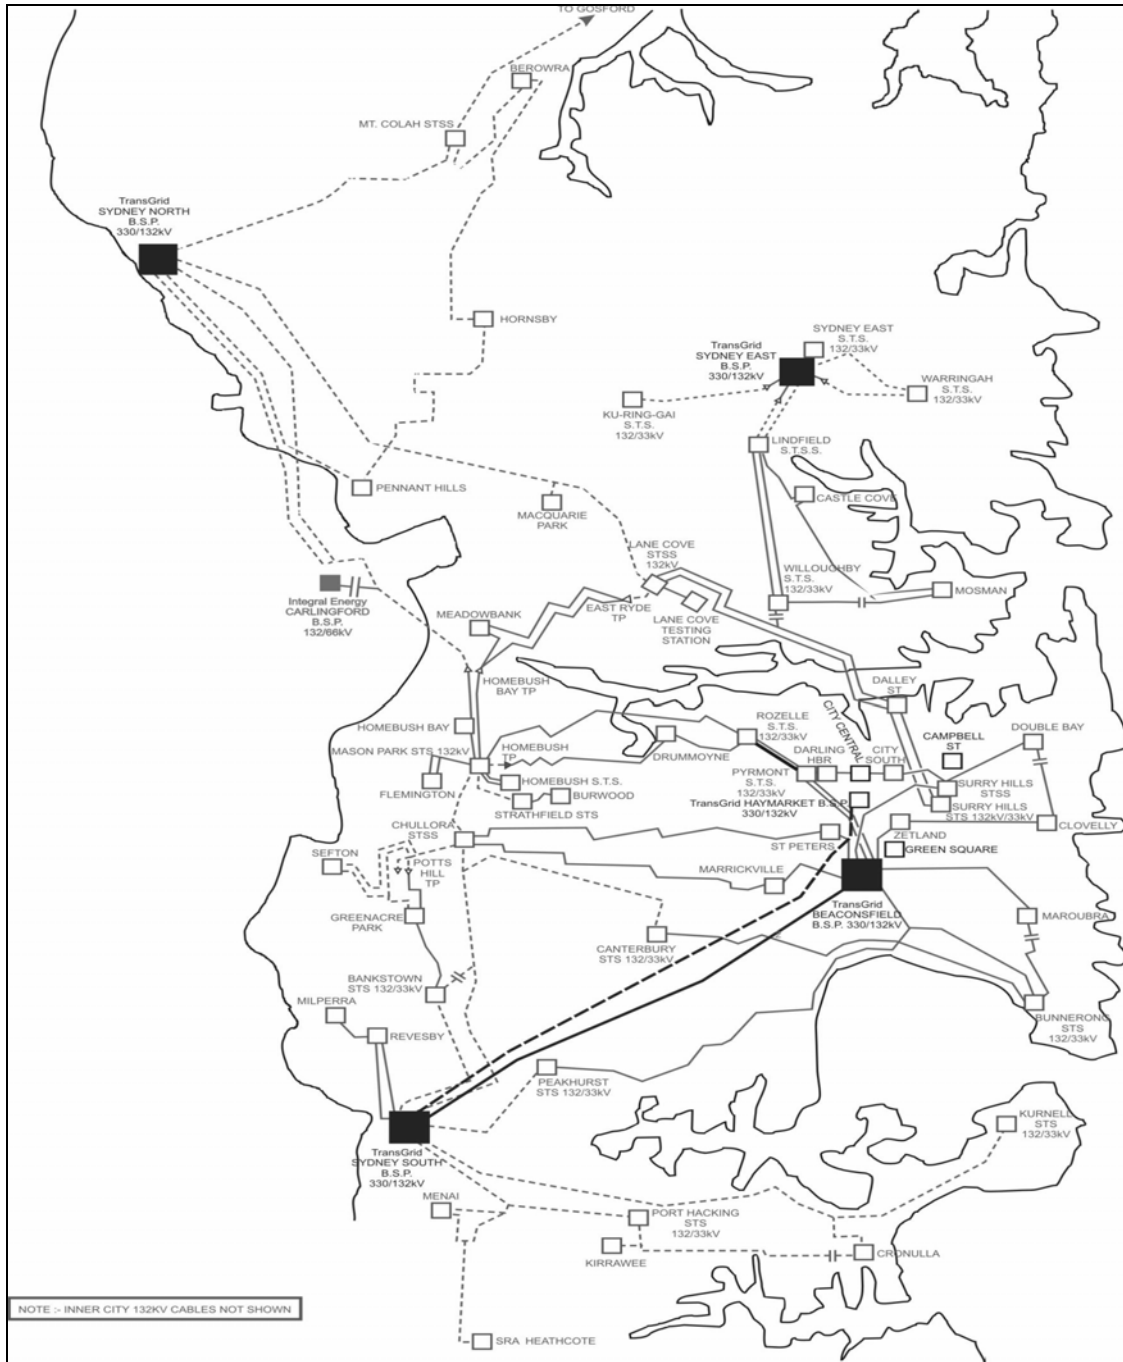 TO GOSFORD
BEROWRA
MT. COLAH STSS
TransGrid
SYDNEY NORTH
B.S.P.
330/132kV
HORNSBY
SYDNEY EAST
S.T.S.
132/33kV
TransGrid
SYDNEY EAST
B.S.P.
330/132kV
WARRINGAH
S.T.S.
132/33kV
KU-RING-GAI
S.T.S.
132/33kV
LINDFIELD
S.T.S.S.
PENNANT HILLS
CASTLE COVE
MACQUARIE
PARK
LANE COVE
STSS
132kV
WILLOUGHBY
S.T.S.
132/33kV
MOSMAN
Integral Energy
CARLINGFORD
B.S.P.
132/66kV
MEADOWBANK
EAST RYDE
TP
LANE COVE
TESTING
STATION
HOMEBUSH
BAY TP
DALLEY
ST
HOMEBUSH BAY
ROZELLE
S.T.S.
132/33kV
CITY CENTRAL
CAMPBELL
ST
DOUBLE BAY
MASON PARK STS 132kV
HOMEBUSH
TP
DRUMMOYNE
DARLING
HBR
CITY
SOUTH
FLEMINGTON
HOMEBUSH S.T.S.
PYRMONT
S.T.S.
132/33kV
SURRY HILLS
STSS
BURWOOD
STRATHFIELD STS
TransGrid HAYMARKET B.S.P.
330/132kV
SURRY HILLS
STS 132kV/33kV
CHULLORA
STSS
ST PETERS
ZETLAND
CLOVELLY
GREEN SQUARE
SEFTON
POTTS
HILL
TP
MARRICKVILLE
GREENACRE
PARK
TransGrid
BEACONSFIELD
B.S.P. 330/132kV
MAROUBRA
CANTERBURY
STS 132/33kV
BANKSTOWN
STS 132/33kV
MILPERRA
REVESBY
BUNNERONG
STS
132/33kV
PEAKHURST
STS 132/33kV
KURNELL
STS
132/33kV
TransGrid
SYDNEY SOUTH
B.S.P.
330/132kV
MENAI
PORT HACKING
STS
132/33kV
KIRRAWEE
CRONULLA
NOTE :- INNER CITY 132KV CABLES NOT SHOWN
SRA HEATHCOTE